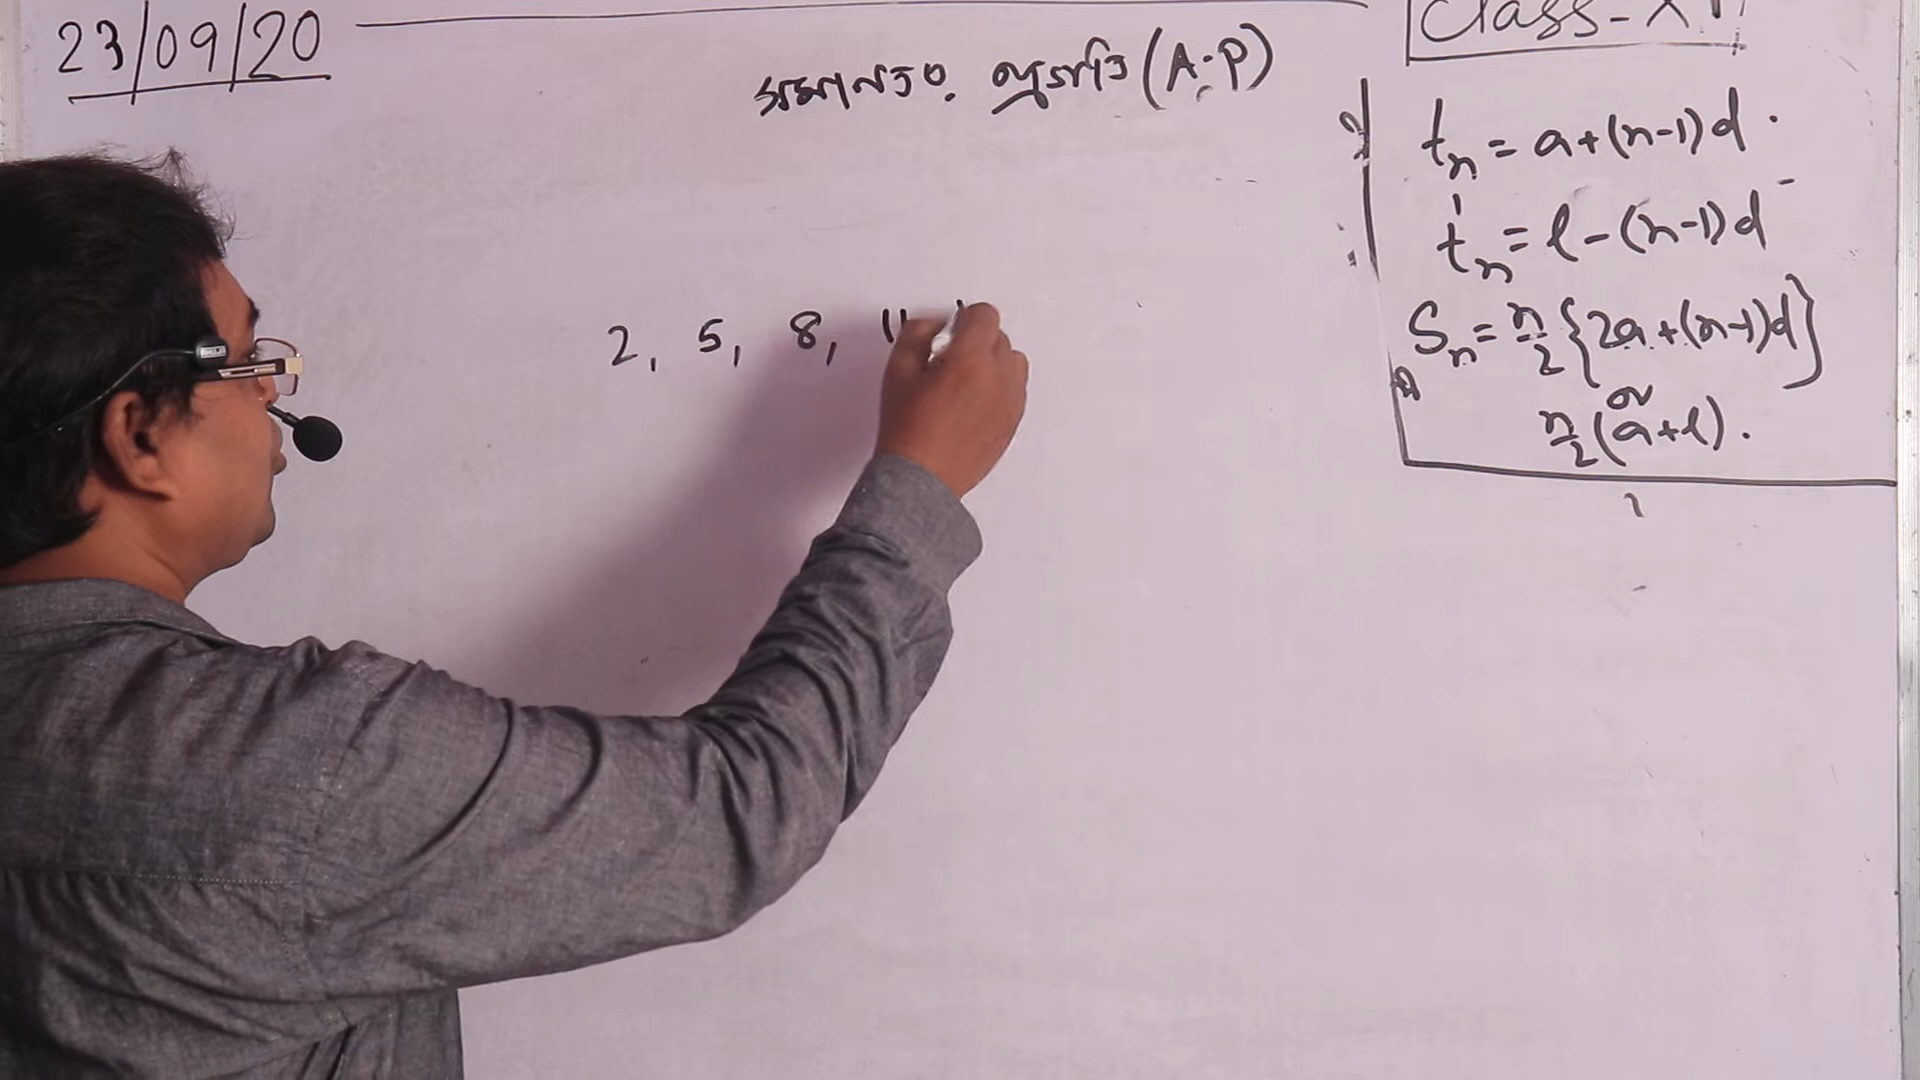 23/09/20
সমান্তর প্রগতি (A.P)
Class-XI
tₙ = a+(n-1)d.
t'ₙ = l-(n-1)d
Sₙ = n/2 {2a+(n-1)d}
or
n/2 (a+l).
2, 5, 8, 11